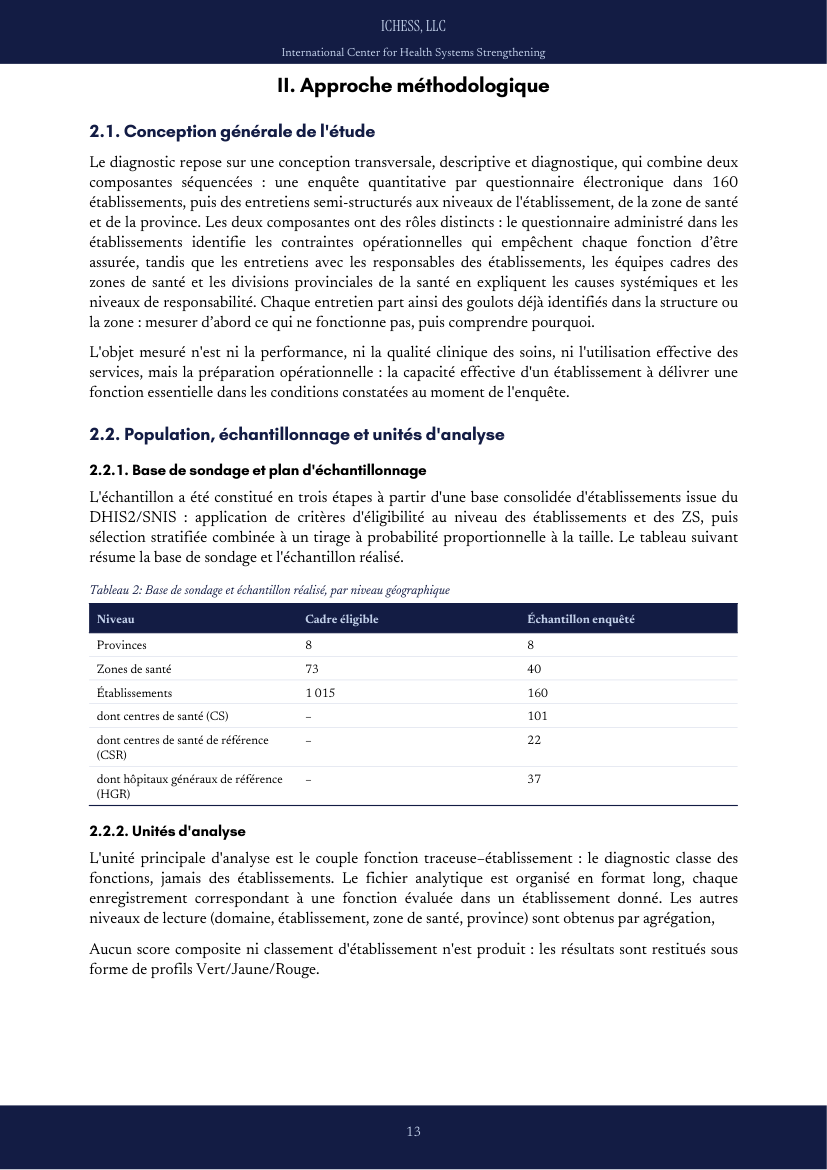 ICHESS, LLC
International Center for Health Systems Strengthening
II. Approche méthodologique
2.1. Conception générale de l'étude
Le diagnostic repose sur une conception transversale, descriptive et diagnostique, qui combine deux
composantes séquencées : une enquête quantitative par questionnaire électronique dans 160
établissements, puis des entretiens semi-structurés aux niveaux de l'établissement, de la zone de santé
et de la province. Les deux composantes ont des rôles distincts : le questionnaire administré dans les
établissements identifie les contraintes opérationnelles qui empêchent chaque fonction d’être
assurée, tandis que les entretiens avec les responsables des établissements, les équipes cadres des
zones de santé et les divisions provinciales de la santé en expliquent les causes systémiques et les
niveaux de responsabilité. Chaque entretien part ainsi des goulots déjà identifiés dans la structure ou
la zone : mesurer d’abord ce qui ne fonctionne pas, puis comprendre pourquoi.
L'objet mesuré n'est ni la performance, ni la qualité clinique des soins, ni l'utilisation effective des
services, mais la préparation opérationnelle : la capacité effective d'un établissement à délivrer une
fonction essentielle dans les conditions constatées au moment de l'enquête.
2.2. Population, échantillonnage et unités d'analyse
2.2.1. Base de sondage et plan d'échantillonnage
L'échantillon a été constitué en trois étapes à partir d'une base consolidée d'établissements issue du
DHIS2/SNIS : application de critères d'éligibilité au niveau des établissements et des ZS, puis
sélection stratifiée combinée à un tirage à probabilité proportionnelle à la taille. Le tableau suivant
résume la base de sondage et l'échantillon réalisé.
Tableau 2: Base de sondage et échantillon réalisé, par niveau géographique
Niveau Cadre éligible Échantillon enquêté
Provinces 8 8
Zones de santé 73 40
Établissements 1 015 160
dont centres de santé (CS) – 101
dont centres de santé de référence – 22
(CSR)
dont hôpitaux généraux de référence – 37
(HGR)
2.2.2. Unités d'analyse
L'unité principale d'analyse est le couple fonction traceuse–établissement : le diagnostic classe des
fonctions, jamais des établissements. Le fichier analytique est organisé en format long, chaque
enregistrement correspondant à une fonction évaluée dans un établissement donné. Les autres
niveaux de lecture (domaine, établissement, zone de santé, province) sont obtenus par agrégation,
Aucun score composite ni classement d'établissement n'est produit : les résultats sont restitués sous
forme de profils Vert/Jaune/Rouge.
13